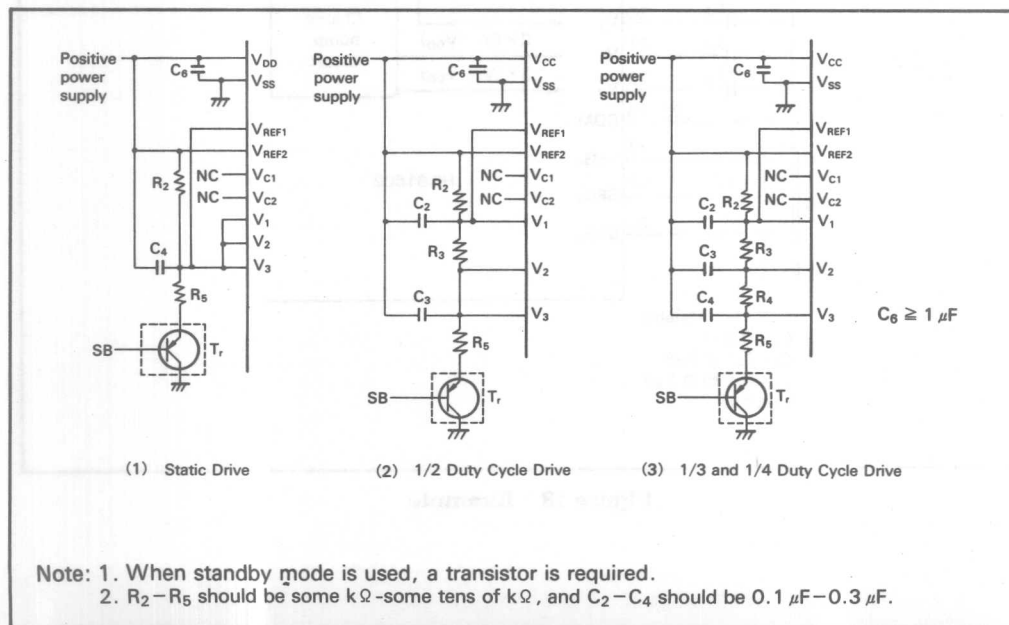 Positive power supply
C6
VDD
VSS
VREF1
VREF2
R2
NC
VC1
NC
VC2
V1
V2
C4
V3
R5
SB
Tr
(1) Static Drive
Positive power supply
C6
VCC
VSS
VREF1
VREF2
NC
VC1
R2
NC
VC2
C2
V1
R3
V2
C3
V3
R5
SB
Tr
(2) 1/2 Duty Cycle Drive
Positive power supply
C6
VCC
VSS
VREF1
VREF2
NC
VC1
NC
VC2
C2
R2
V1
C3
R3
V2
C4
R4
V3
R5
SB
Tr
C6 ≧ 1 μF
(3) 1/3 and 1/4 Duty Cycle Drive
Note: 1. When standby mode is used, a transistor is required.
2. R2–R5 should be some kΩ-some tens of kΩ, and C2–C4 should be 0.1 μF–0.3 μF.